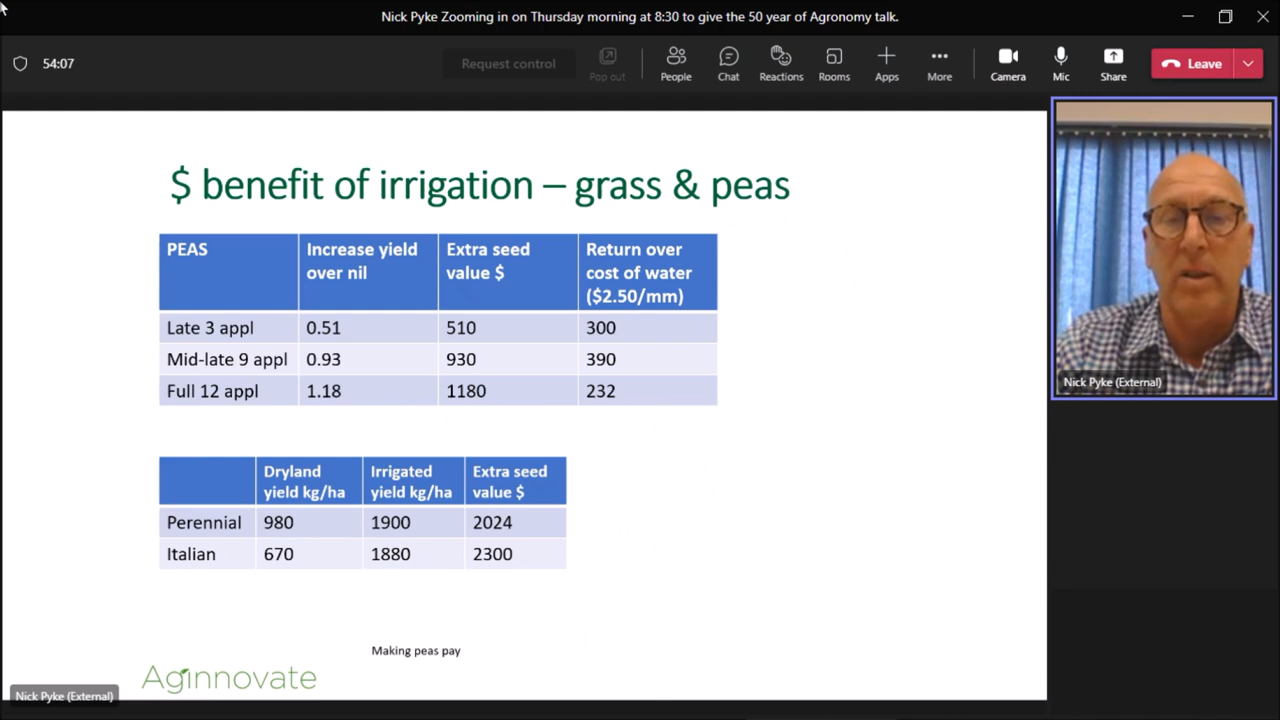 Nick Pyke Zooming in on Thursday morning at 8:30 to give the 50 year of Agronomy talk.
54:07
Request control
Pop out
People
Chat
Reactions
Rooms
Apps
More
Camera
Mic
Share
Leave
$ benefit of irrigation – grass & peas
PEAS
Increase yield
over nil
Extra seed
value $
Return over
cost of water
($2.50/mm)
Late 3 appl 0.51 510 300
Mid-late 9 appl 0.93 930 390
Full 12 appl 1.18 1180 232
Dryland
yield kg/ha
Irrigated
yield kg/ha
Extra seed
value $
Perennial 980 1900 2024
Italian 670 1880 2300
Making peas pay
Aginnovate
Nick Pyke (External)
Nick Pyke (External)